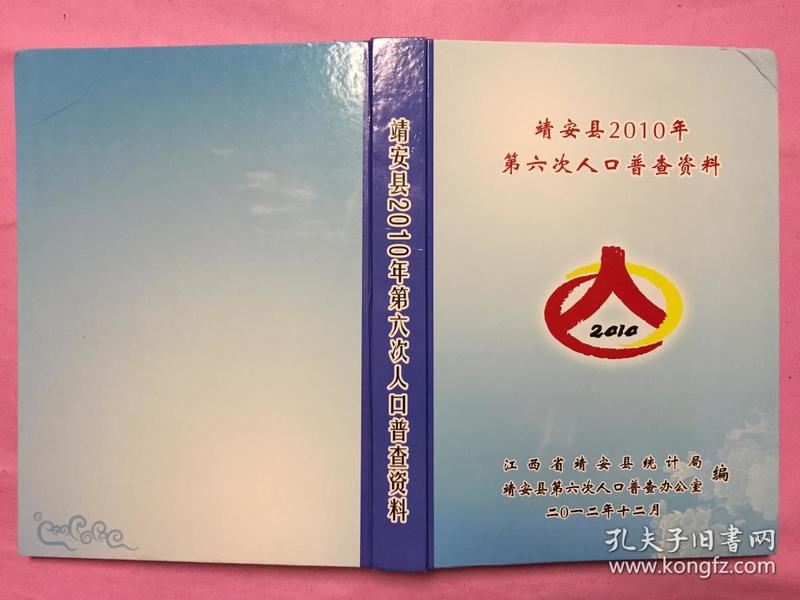 靖安县2010年第六次人口普查资料
靖安县2010年
第六次人口普查资料
2010
江西省靖安县统计局
靖安县第六次人口普查办公室
编
二〇一二年十二月
孔夫子旧书网
www.kongfz.com